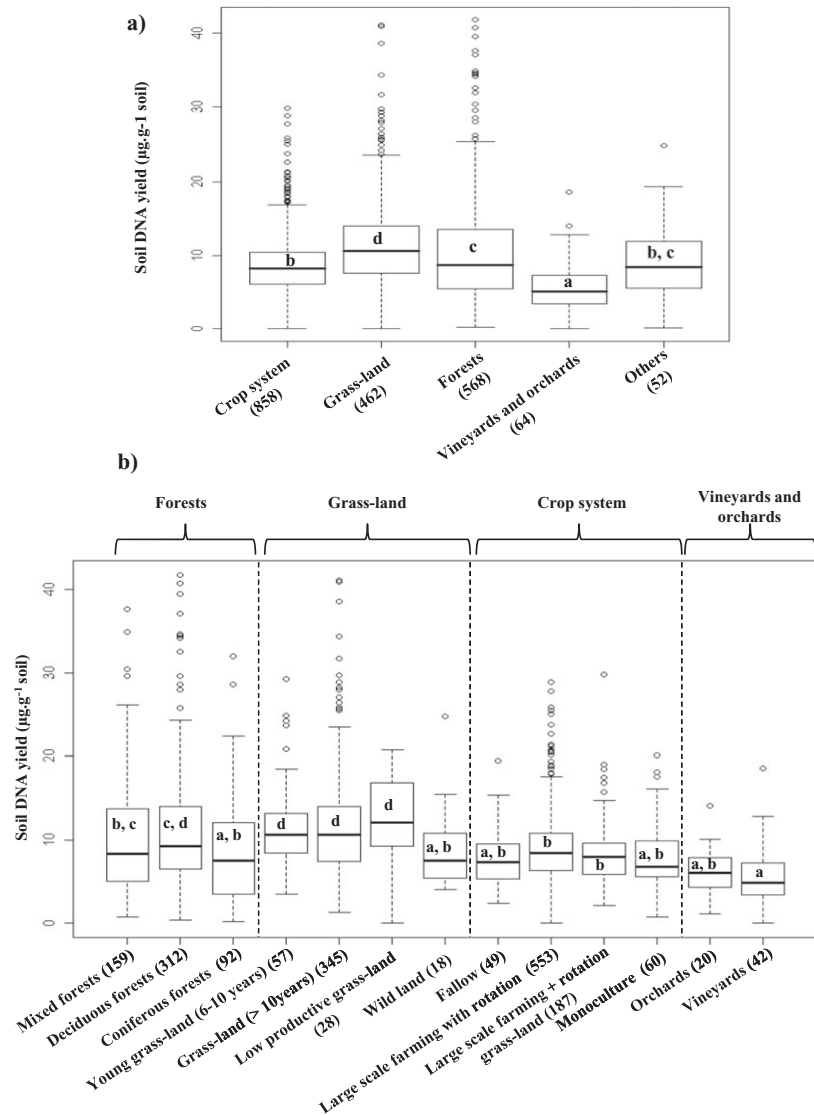 a)
Soil DNA yield (µg.g-1 soil)
40
30
20
10
0
b
d
c
a
b, c
Crop system
(858)
Grass-land
(462)
Forests
(568)
Vineyards and orchards
(64)
Others
(52)
b)
Forests
Grass-land
Crop system
Vineyards and
orchards
Soil DNA yield (µg.g-1 soil)
40
30
20
10
0
b, c
c, d
a, b
d
d
d
a, b
a, b
b
b
a, b
a, b
a
Mixed forests (159)
Deciduous forests (312)
Coniferous forests (92)
Young grass-land (6-10 years) (57)
Grass-land (> 10years) (345)
Low productive grass-land
(28)
Wild land (18)
Fallow (49)
Large scale farming with rotation (553)
Large scale farming + rotation
grass-land (187)
Monoculture (60)
Orchards (20)
Vineyards (42)